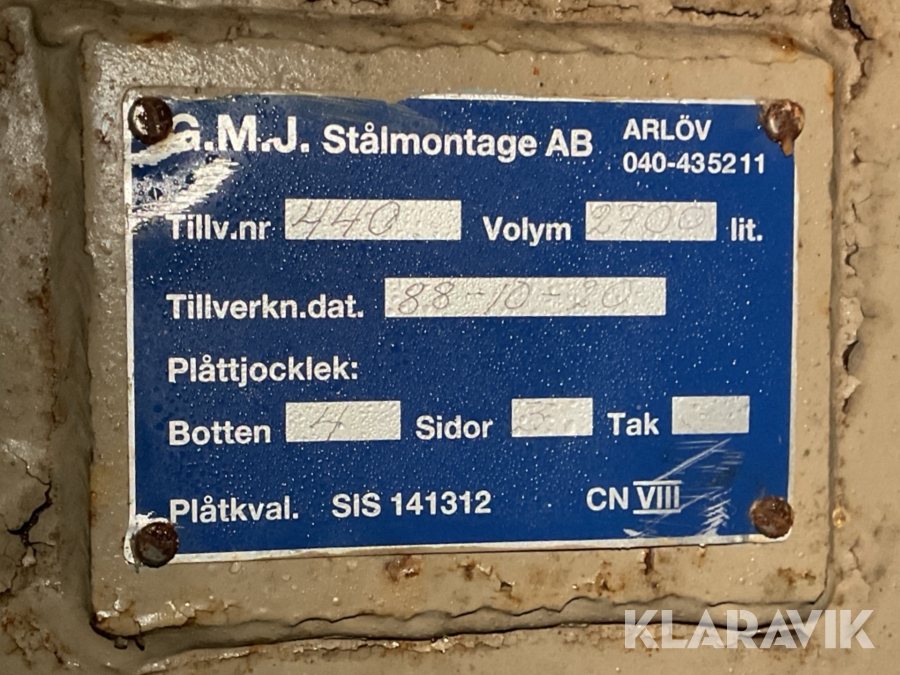 G.M.J. Stålmontage AB ARLÖV
040-435211
Tillv.nr 440 Volym 2700 lit.
Tillverkn.dat. 88-10-20
Plåttjocklek:
Botten 4 Sidor Tak
Plåtkval. SIS 141312 CN VIII
KLARAVIK